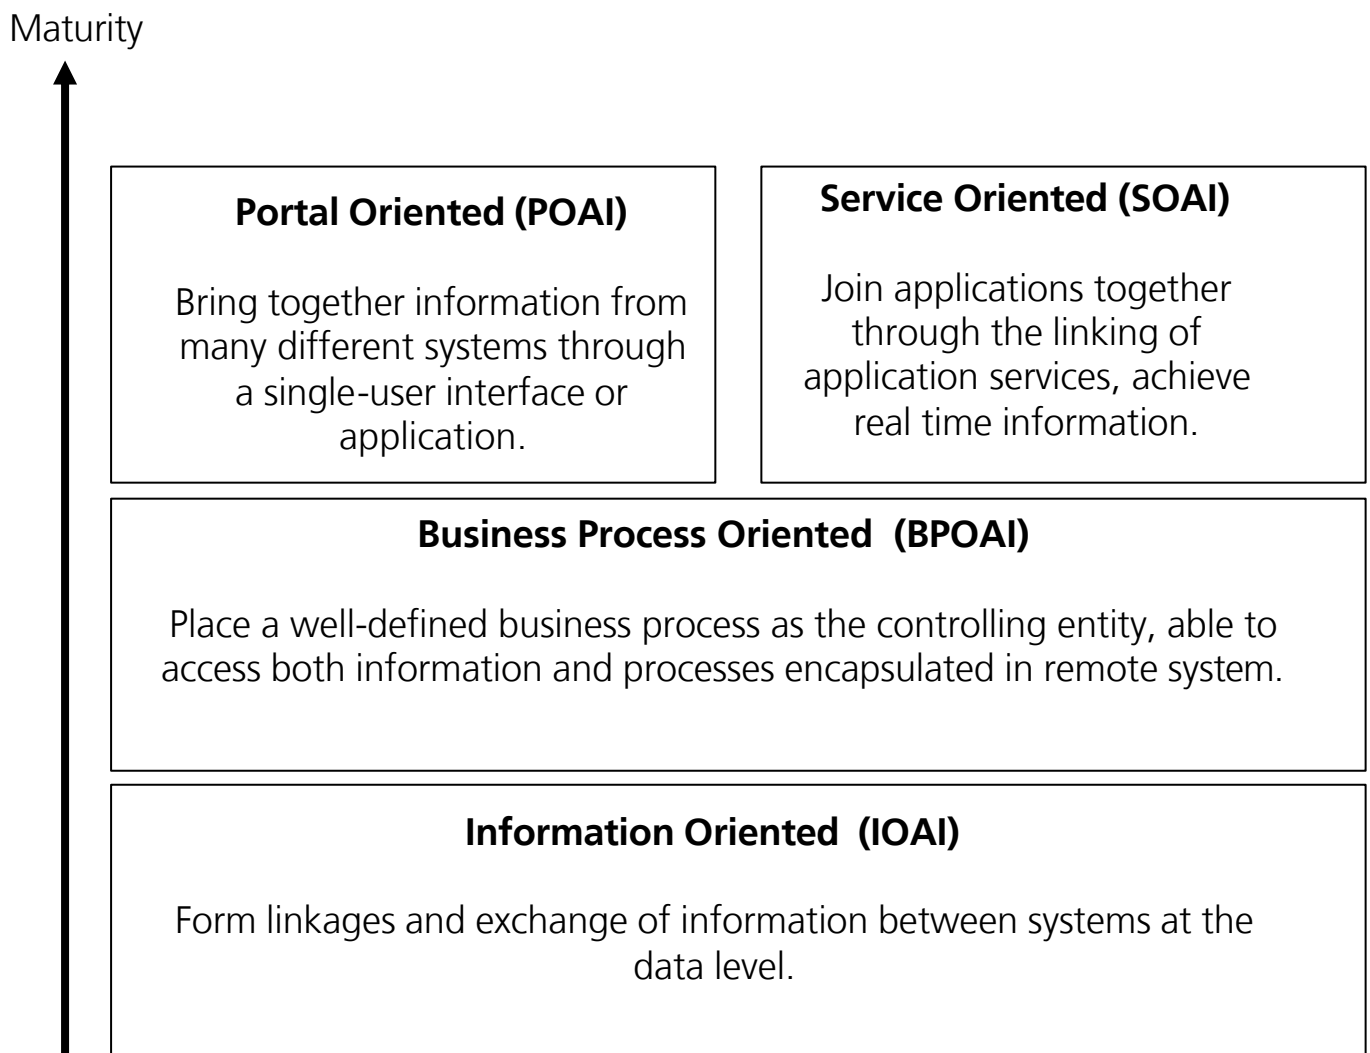 Maturity
Portal Oriented (POAI)
Bring together information from
many different systems through
a single-user interface or
application.
Service Oriented (SOAI)
Join applications together
through the linking of
application services, achieve
real time information.
Business Process Oriented (BPOAI)
Place a well-defined business process as the controlling entity, able to
access both information and processes encapsulated in remote system.
Information Oriented (IOAI)
Form linkages and exchange of information between systems at the
data level.